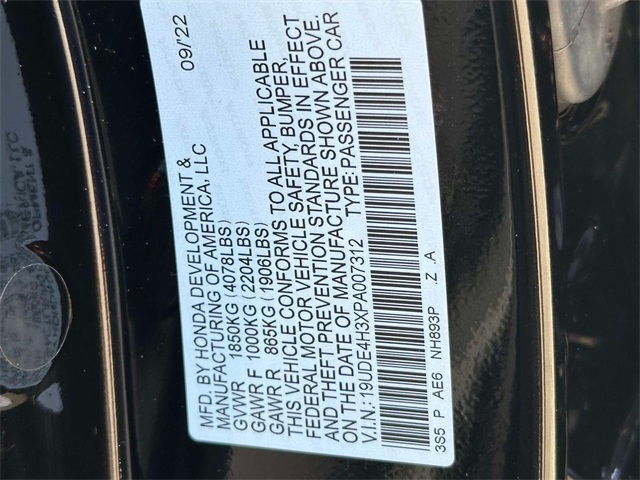 MFD. BY HONDA DEVELOPMENT & 09/22
MANUFACTURING OF AMERICA, LLC
GVWR 1850KG (4078LBS)
GAWR F 1000KG (2204LBS)
GAWR R 865KG (1906LBS)
THIS VEHICLE CONFORMS TO ALL APPLICABLE
FEDERAL MOTOR VEHICLE SAFETY, BUMPER,
AND THEFT PREVENTION STANDARDS IN EFFECT
ON THE DATE OF MANUFACTURE SHOWN ABOVE.
V.I.N.: 19UDE4H3XPA007312 TYPE: PASSENGER CAR
3S5 P AE6 NH893P .Z .A